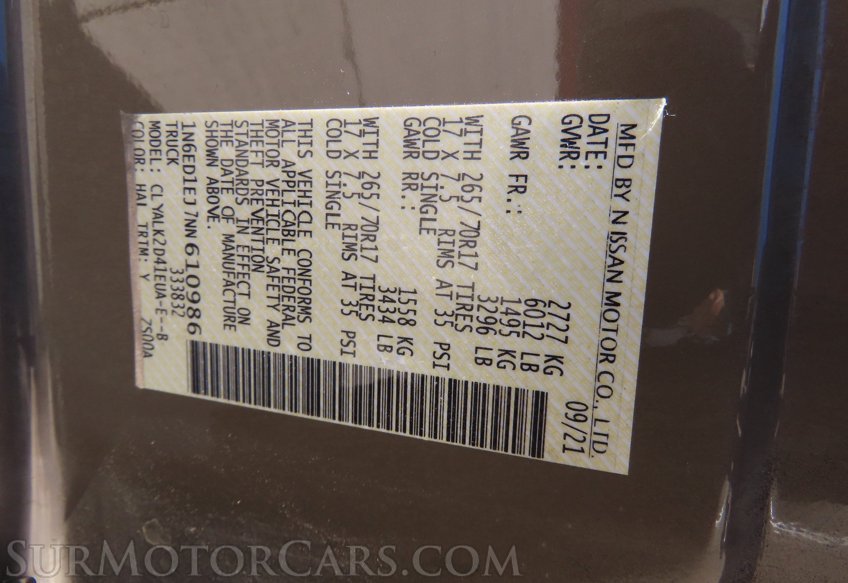 MFD BY NISSAN MOTOR CO., LTD.
DATE: 09/21
GVWR: 2727 KG
6012 LB
GAWR FR.: 1495 KG
3296 LB
WITH 265/70R17 TIRES
17 X 7.5 RIMS AT 35 PSI
COLD SINGLE
GAWR RR.: 1558 KG
3434 LB
WITH 265/70R17 TIRES
17 X 7.5 RIMS AT 35 PSI
COLD SINGLE
THIS VEHICLE CONFORMS TO
ALL APPLICABLE FEDERAL
MOTOR VEHICLE SAFETY AND
THEFT PREVENTION
STANDARDS IN EFFECT ON
THE DATE OF MANUFACTURE
SHOWN ABOVE.
1N6ED1EJ7NN610986
TRUCK 333832
MODEL: CLYALK2D41EUA-E--B
COLOR: HAL TRIM: Y 7S00A
SURMOTORCARS.COM